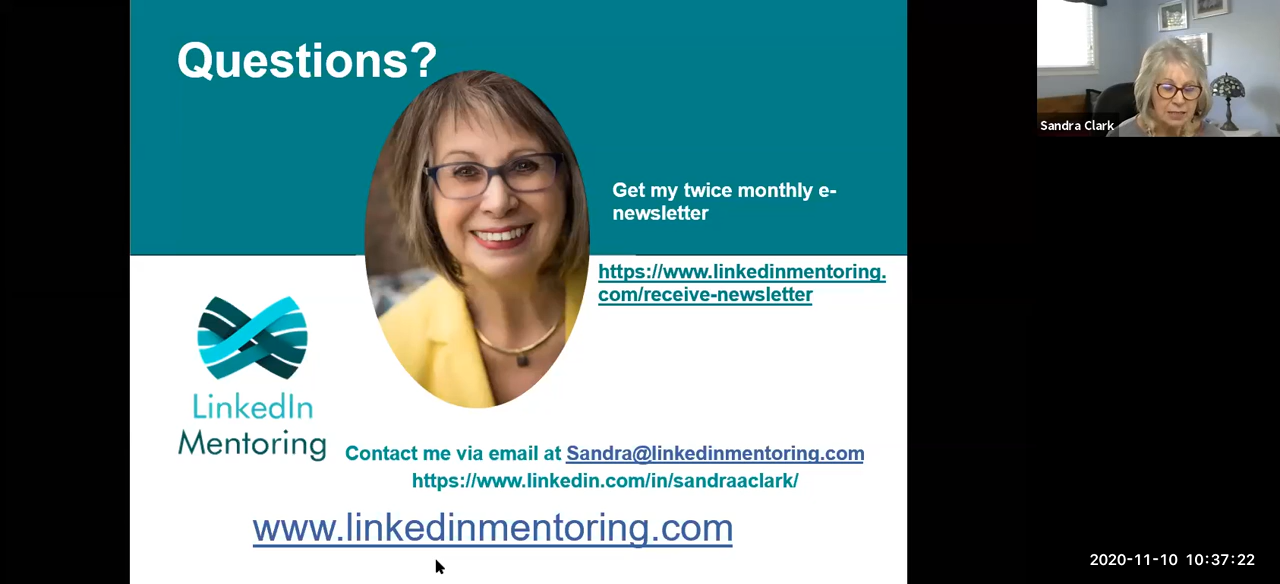 Questions?
Sandra Clark
Get my twice monthly e-
newsletter
https://www.linkedinmentoring.
com/receive-newsletter
LinkedIn
Mentoring
Contact me via email at Sandra@linkedinmentoring.com
https://www.linkedin.com/in/sandraaclark/
www.linkedinmentoring.com
2020-11-10 10:37:22